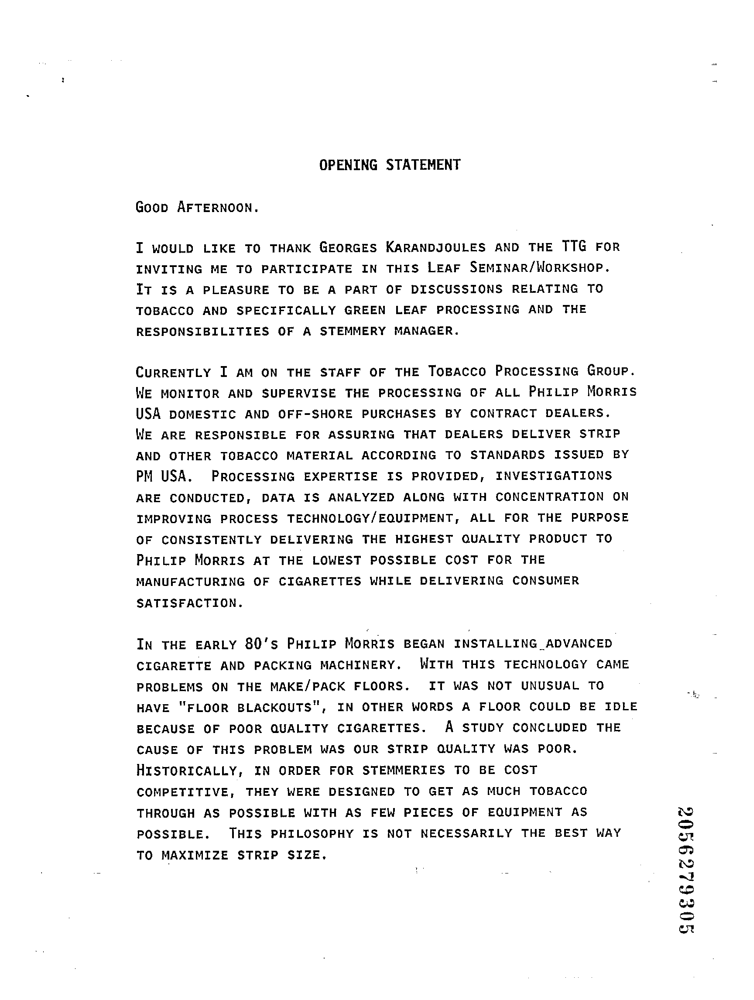 OPENING STATEMENT
GOOD AFTERNOON.
I WOULD LIKE TO THANK GEORGES KARANDJOULES AND THE TTG FOR
INVITING ME TO PARTICIPATE IN THIS LEAF SEMINAR/WORKSHOP.
IT IS A PLEASURE TO BE A PART OF DISCUSSIONS RELATING TO
TOBACCO AND SPECIFICALLY GREEN LEAF PROCESSING AND THE
RESPONSIBILITIES OF A STEMMERY MANAGER.
CURRENTLY I AM ON THE STAFF OF THE TOBACCO PROCESSING GROUP.
WE MONITOR AND SUPERVISE THE PROCESSING OF ALL PHILIP MORRIS
USA DOMESTIC AND OFF-SHORE PURCHASES BY CONTRACT DEALERS.
WE ARE RESPONSIBLE FOR ASSURING THAT DEALERS DELIVER STRIP
AND OTHER TOBACCO MATERIAL ACCORDING TO STANDARDS ISSUED BY
PM USA. PROCESSING EXPERTISE IS PROVIDED, INVESTIGATIONS
ARE CONDUCTED, DATA IS ANALYZED ALONG WITH CONCENTRATION ON
IMPROVING PROCESS TECHNOLOGY/EQUIPMENT, ALL FOR THE PURPOSE
OF CONSISTENTLY DELIVERING THE HIGHEST QUALITY PRODUCT TO
PHILIP MORRIS AT THE LOWEST POSSIBLE COST FOR THE
MANUFACTURING OF CIGARETTES WHILE DELIVERING CONSUMER
SATISFACTION.
IN THE EARLY 80'S PHILIP MORRIS BEGAN INSTALLING ADVANCED
CIGARETTE AND PACKING MACHINERY. WITH THIS TECHNOLOGY CAME
PROBLEMS ON THE MAKE/PACK FLOORS. IT WAS NOT UNUSUAL TO
HAVE "FLOOR BLACKOUTS", IN OTHER WORDS A FLOOR COULD BE IDLE
BECAUSE OF POOR QUALITY CIGARETTES. A STUDY CONCLUDED THE
CAUSE OF THIS PROBLEM WAS OUR STRIP QUALITY WAS POOR.
HISTORICALLY, IN ORDER FOR STEMMERIES TO BE COST
COMPETITIVE, THEY WERE DESIGNED TO GET AS MUCH TOBACCO
THROUGH AS POSSIBLE WITH AS FEW PIECES OF EQUIPMENT AS
POSSIBLE. THIS PHILOSOPHY IS NOT NECESSARILY THE BEST WAY
TO MAXIMIZE STRIP SIZE.
2056279305